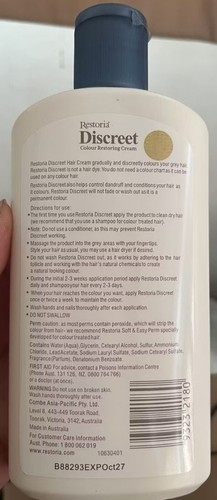 Restoria
Discreet
Colour Restoring Cream
Restoria Discreet Hair Cream gradually and discreetly colours your grey hair.
Restoria Discreet is not a hair dye. You do not need a colour chart as it can be
used on any colour hair.
Restoria Discreet also helps control dandruff and conditions your hair as
it colours. Restoria Discreet will not fade or wash out as it is a
permanent colour.
Directions for use:
• The first time you use Restoria Discreet apply the product to clean dry hair
(we recommend that you use a shampoo for colour treated hair).
• Note: Do not use a conditioner, as this may prevent Restoria
Discreet working.
• Massage the product into the grey areas with your fingertips.
Style your hair as usual, you may use a hair dryer if desired.
• Do not wash Restoria Discreet out, as it works by adhering to the hair
follicle and working with the hair's natural chemicals to create
a natural looking colour.
• During the initial 2-3 weeks application period apply Restoria Discreet
daily and shampoo your hair every 2-3 days.
• When your hair reaches the colour you want, apply Restoria Discreet
once or twice a week to maintain the colour.
• Wash hands and nails thoroughly after each application.
• DO NOT SWALLOW
Perm caution: as most perms contain peroxide, which will strip the
colour from hair - we recommend Restoria Soft & Easy Perm specially
developed for colour treated hair.
Contains Water (Aqua), Glycerin, Cetearyl Alcohol, Sulfur, Ammonium
Chloride, Lead Acetate, Sodium Lauryl Sulfate, Sodium Cetearyl Sulfate,
Fragrance (Parfum), Denatonium Benzoate.
FIRST AID For advice, contact a Poisons Information Centre
(Phone Aust. 131 126, NZ. 0800 764 766)
or a doctor (at once).
WARNING Do not use on broken skin.
Wash hands thoroughly after use.
Combe Asia-Pacific Pty. Ltd.
Level 6, 443-449 Toorak Road,
Toorak, Victoria, 3142, Australia
Made in Australia
For Customer Care Information
Aust. Phone: 1 800 062 018
www.restoria.com
10630401
B88293EXPOct27